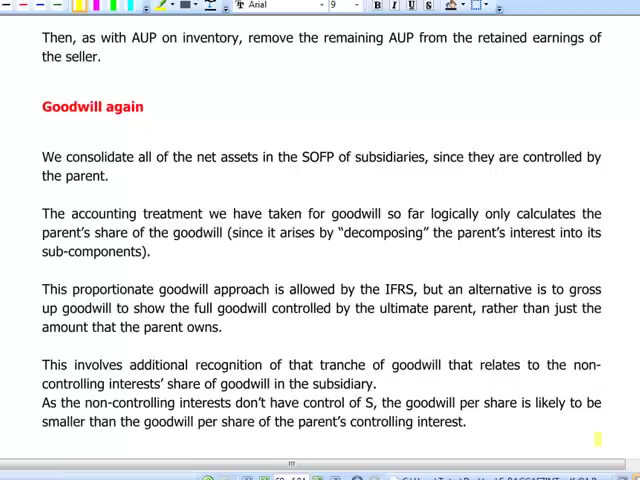 Arial
9
B I U S
Then, as with AUP on inventory, remove the remaining AUP from the retained earnings of
the seller.
Goodwill again
We consolidate all of the net assets in the SOFP of subsidiaries, since they are controlled by
the parent.
The accounting treatment we have taken for goodwill so far logically only calculates the
parent's share of the goodwill (since it arises by “decomposing” the parent's interest into its
sub-components).
This proportionate goodwill approach is allowed by the IFRS, but an alternative is to gross
up goodwill to show the full goodwill controlled by the ultimate parent, rather than just the
amount that the parent owns.
This involves additional recognition of that tranche of goodwill that relates to the non-
controlling interests' share of goodwill in the subsidiary.
As the non-controlling interests don't have control of S, the goodwill per share is likely to be
smaller than the goodwill per share of the parent's controlling interest.